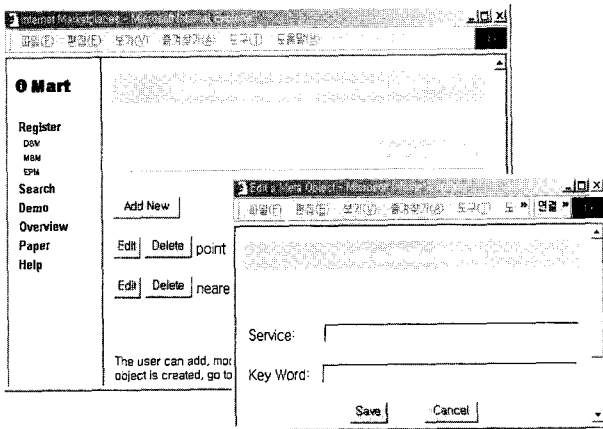 Internet Marketplaces - Microsoft Internet Explorer
파일(F) 편집(E) 보기(V) 즐겨찾기(A) 도구(T) 도움말(H)
Mart
Register
DSM
MBM
EPM
Search
Demo
Overview
Paper
Help
Add New
Edit Delete point
Edit Delete neare
The user can add, mod
object is created, go to
Edit a Meta Object - Microsoft
파일(F) 편집(E) 보기(V) 즐겨찾기(A) 도구(T) 도 » 연결 »
Service:
Key Word:
Save Cancel